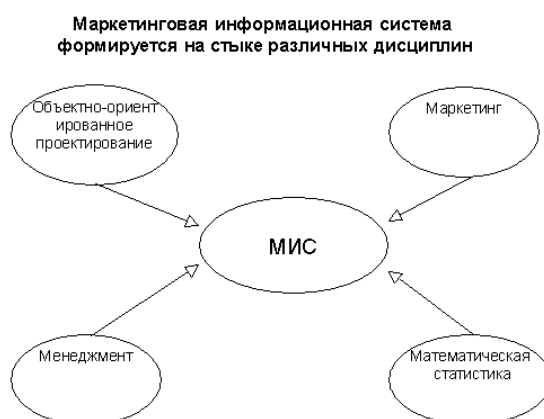 Маркетинговая информационная система
формируется на стыке различных дисциплин
Объектно-ориент
ированное
проектирование
Маркетинг
МИС
Менеджмент
Математическая
статистика